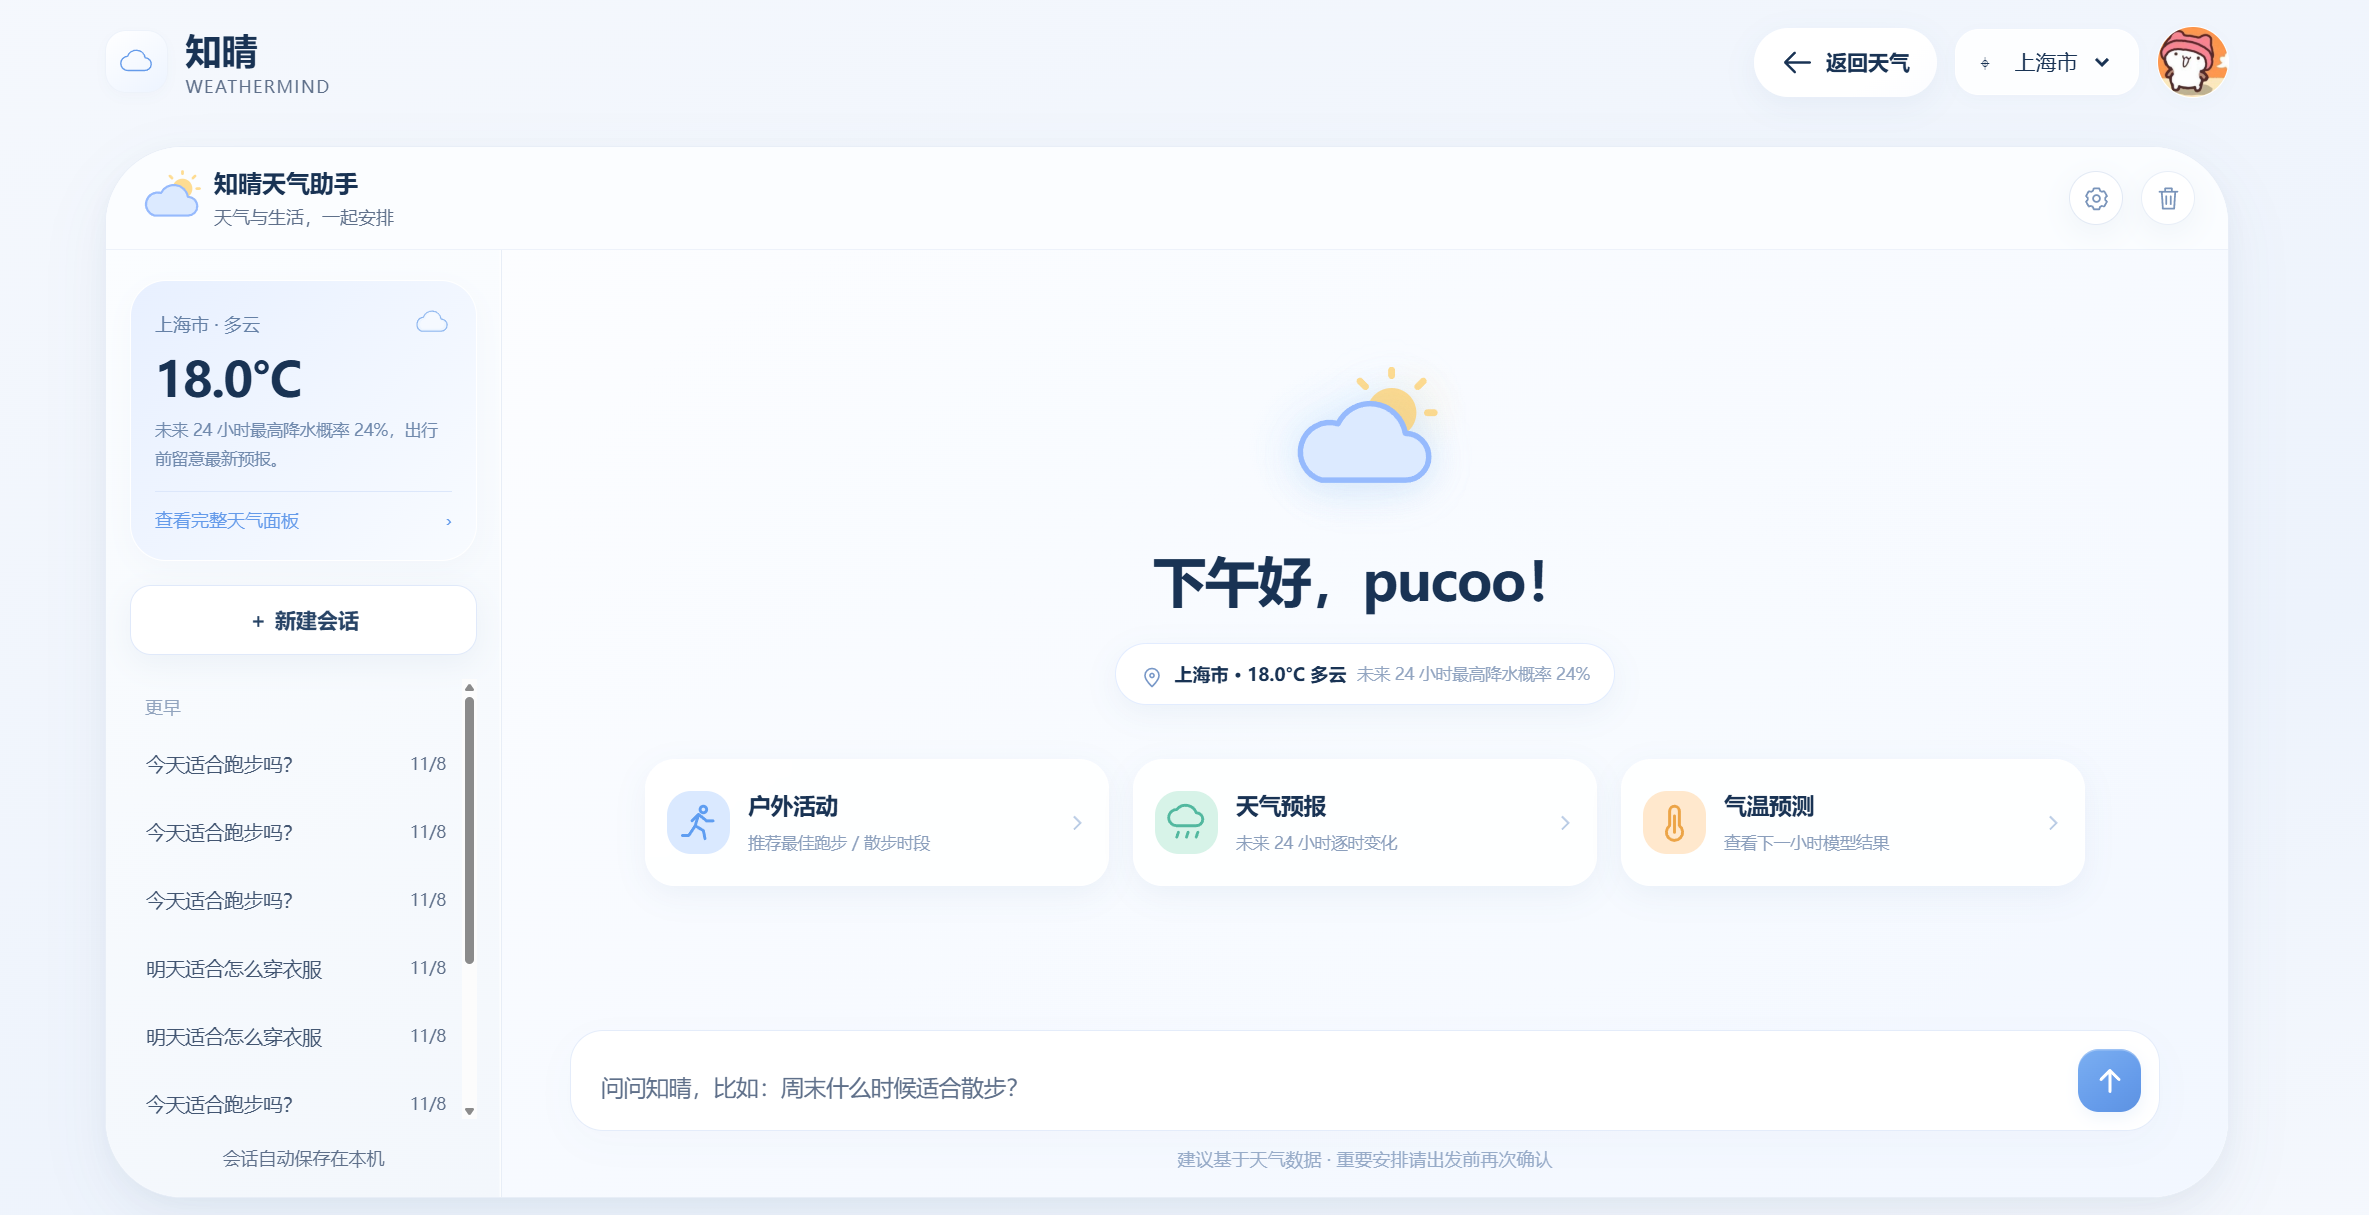 知晴
WEATHERMIND
返回天气
上海市
知晴天气助手
天气与生活，一起安排
上海市 · 多云
18.0°C
未来 24 小时最高降水概率 24%，出行
前留意最新预报。
查看完整天气面板
+ 新建会话
更早
今天适合跑步吗？ 11/8
今天适合跑步吗？ 11/8
今天适合跑步吗？ 11/8
明天适合怎么穿衣服 11/8
明天适合怎么穿衣服 11/8
今天适合跑步吗？ 11/8
会话自动保存在本机
下午好，pucoo！
上海市 • 18.0°C 多云 未来 24 小时最高降水概率 24%
户外活动
推荐最佳跑步 / 散步时段
天气预报
未来 24 小时逐时变化
气温预测
查看下一小时模型结果
问问知晴，比如：周末什么时候适合散步？
建议基于天气数据 · 重要安排请出发前再次确认